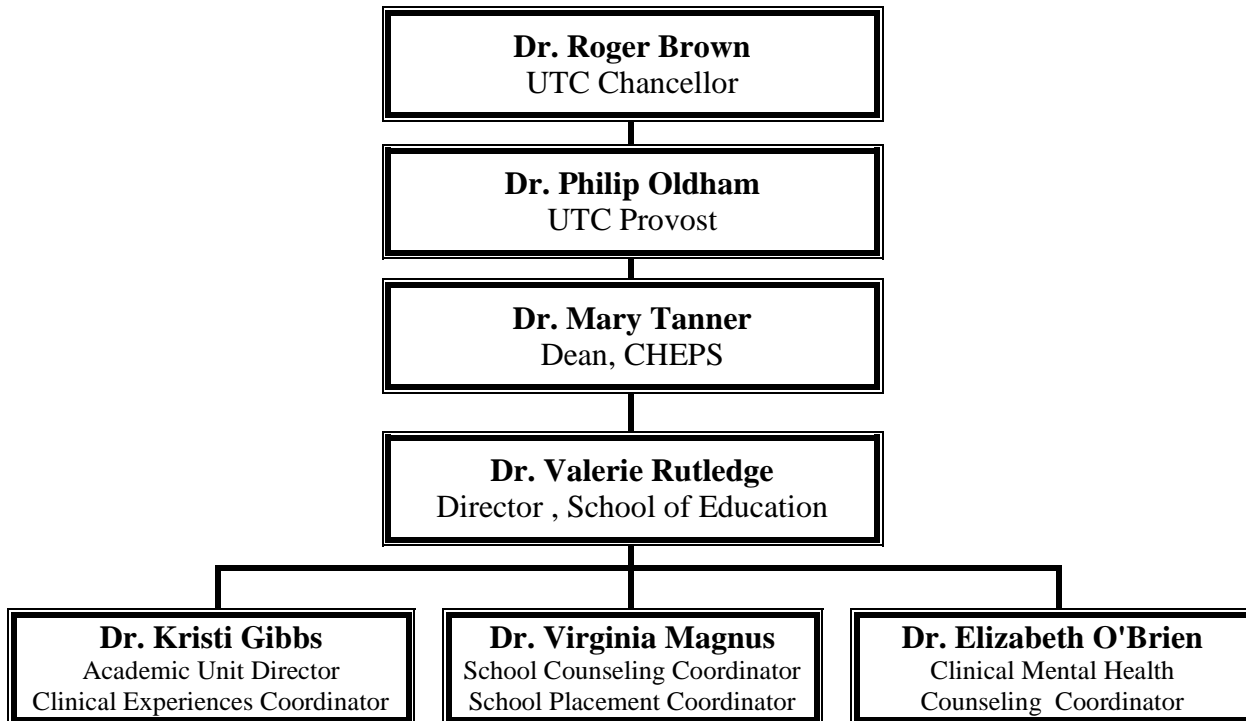 Dr. Roger Brown
UTC Chancellor
Dr. Philip Oldham
UTC Provost
Dr. Mary Tanner
Dean, CHEPS
Dr. Valerie Rutledge
Director , School of Education
Dr. Kristi Gibbs
Academic Unit Director
Clinical Experiences Coordinator
Dr. Virginia Magnus
School Counseling Coordinator
School Placement Coordinator
Dr. Elizabeth O'Brien
Clinical Mental Health
Counseling  Coordinator